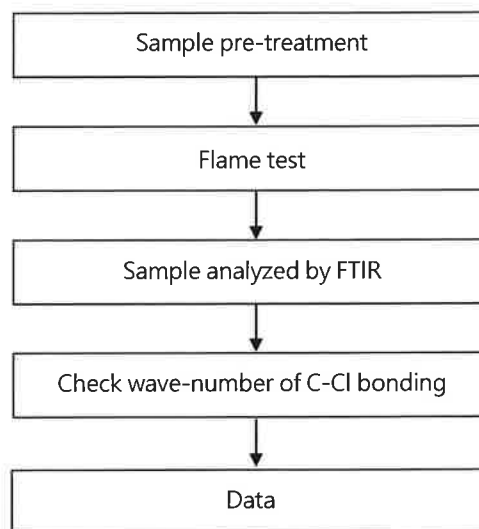 Sample pre-treatment
Flame test
Sample analyzed by FTIR
Check wave-number of C-Cl bonding
Data